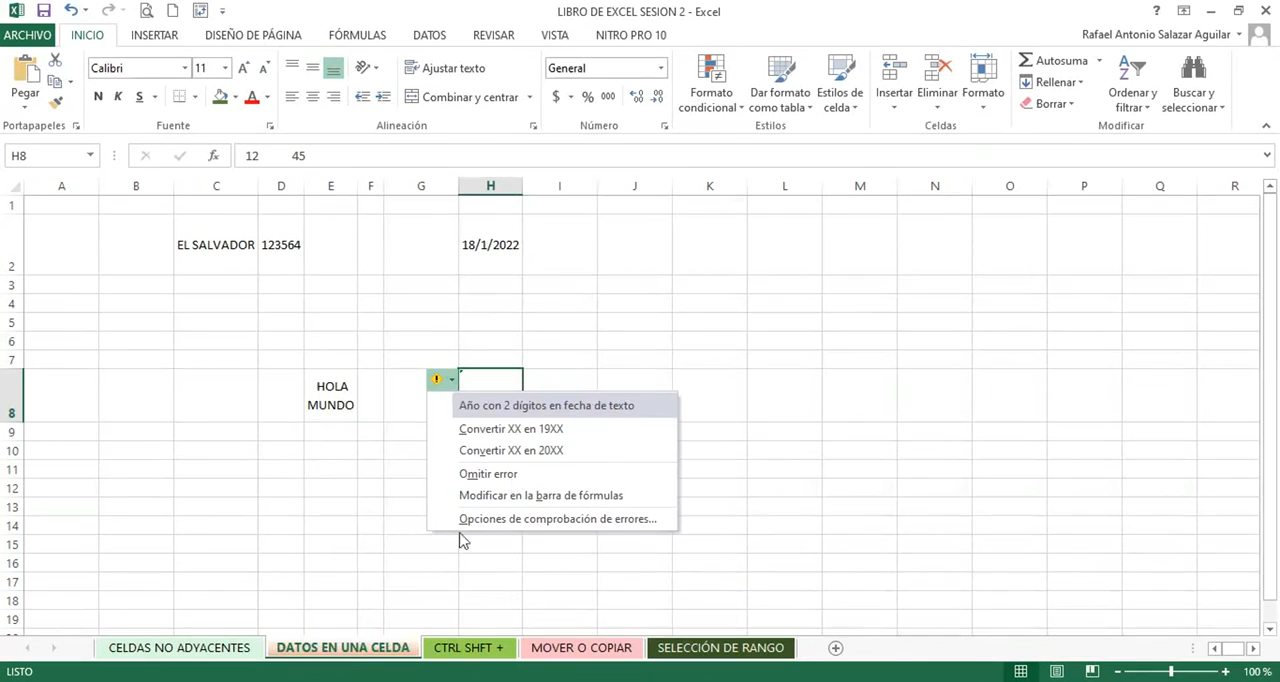 LIBRO DE EXCEL SESION 2 - Excel
?
ARCHIVO INICIO INSERTAR DISEÑO DE PÁGINA FÓRMULAS DATOS REVISAR VISTA NITRO PRO 10 Rafael Antonio Salazar Aguilar
Pegar
Calibri 11
N K S A
Portapapeles
Fuente
Ajustar texto
Combinar y centrar
Alineación
General
$ % 000
Número
Formato condicional
Dar formato como tabla
Estilos de celda
Estilos
Insertar Eliminar Formato
Celdas
Autosuma
Rellenar
Borrar
Ordenar y filtrar
Buscar y seleccionar
Modificar
H8 fx 12 45
A B C D E F G H I J K L M N O P Q R
1
EL SALVADOR 123564 18/1/2022
2
3
4
5
6
7
HOLA
MUNDO
8
Año con 2 dígitos en fecha de texto
Convertir XX en 19XX
Convertir XX en 20XX
Omitir error
Modificar en la barra de fórmulas
Opciones de comprobación de errores...
9
10
11
12
13
14
15
16
17
18
19
CELDAS NO ADYACENTES DATOS EN UNA CELDA CTRL SHFT + MOVER O COPIAR SELECCIÓN DE RANGO
LISTO 100 %